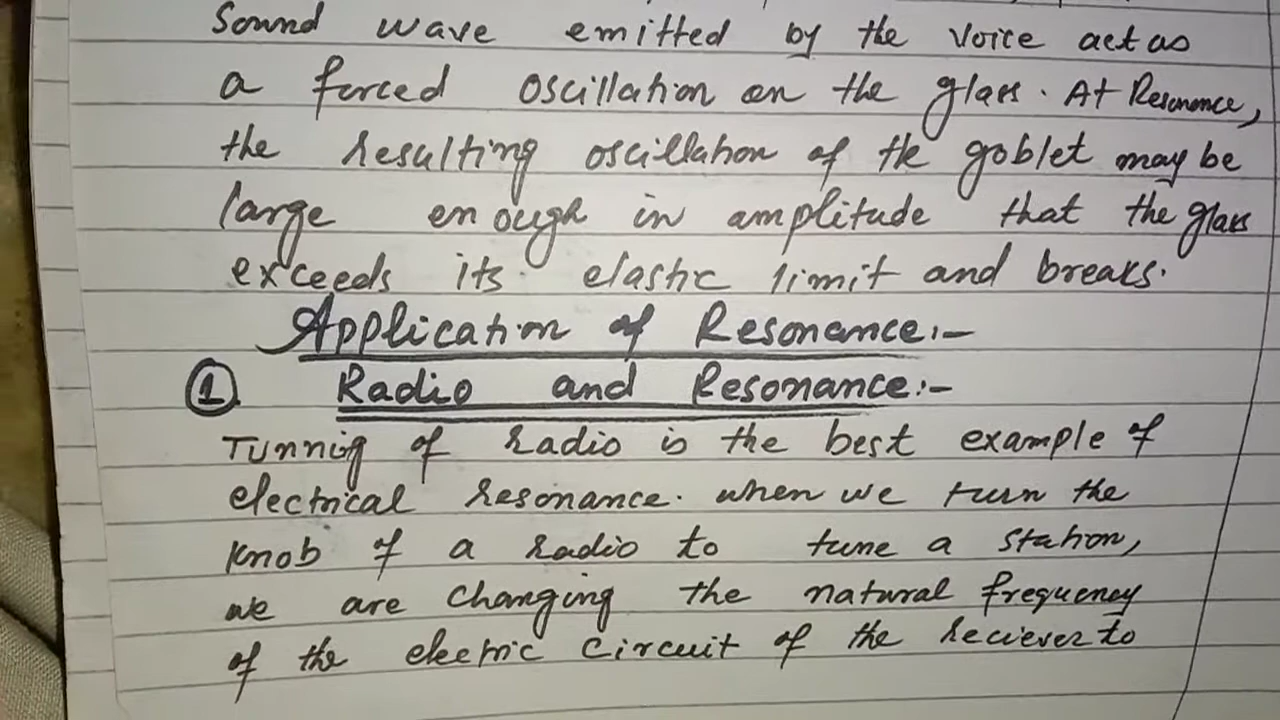 Sound wave emitted by the voice act as
a forced oscillation on the glass. At Resonance,
the resulting oscillation of the goblet may be
large enough in amplitude that the glass
exceeds its elastic limit and breaks.
Application of Resonance:-
① Radio and Resonance:-
Tunnig of radio is the best example of
electrical resonance. when we turn the
knob of a radio to tune a station,
we are changing the natural frequency
of the electric circuit of the reciever to